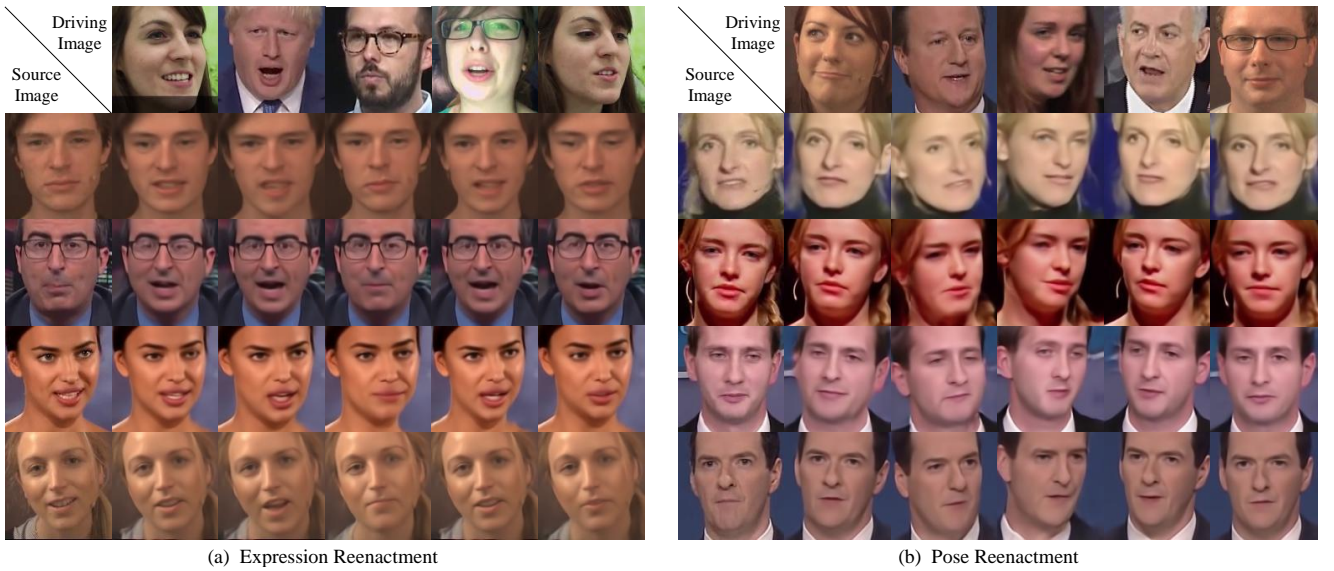 Driving
Image
Source
Image
Driving
Image
Source
Image
(a) Expression Reenactment
(b) Pose Reenactment